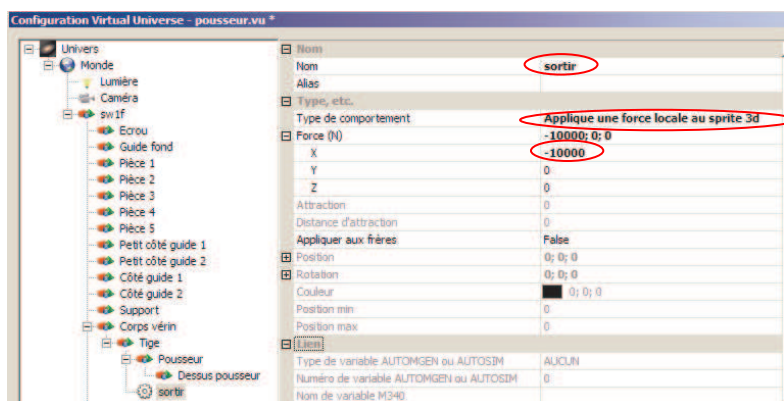 Configuration Virtual Universe - pousseur.vu *
Univers
Monde
Lumière
Caméra
sw1f
Ecrou
Guide fond
Pièce 1
Pièce 2
Pièce 3
Pièce 4
Pièce 5
Petit côté guide 1
Petit côté guide 2
Côté guide 1
Côté guide 2
Support
Corps vérin
Tige
Pousseur
Dessus pousseur
sortir
Nom
Nom sortir
Alias
Type, etc.
Type de comportement Applique une force locale au sprite 3d
Force (N) -10000; 0; 0
X -10000
Y 0
Z 0
Attraction 0
Distance d'attraction 0
Appliquer aux frères False
Position 0; 0; 0
Rotation 0; 0; 0
Couleur 0; 0; 0
Position min 0
Position max 0
Lien
Type de variable AUTOMGEN ou AUTOSIM AUCUN
Numéro de variable AUTOMGEN ou AUTOSIM 0
Nom de variable M340